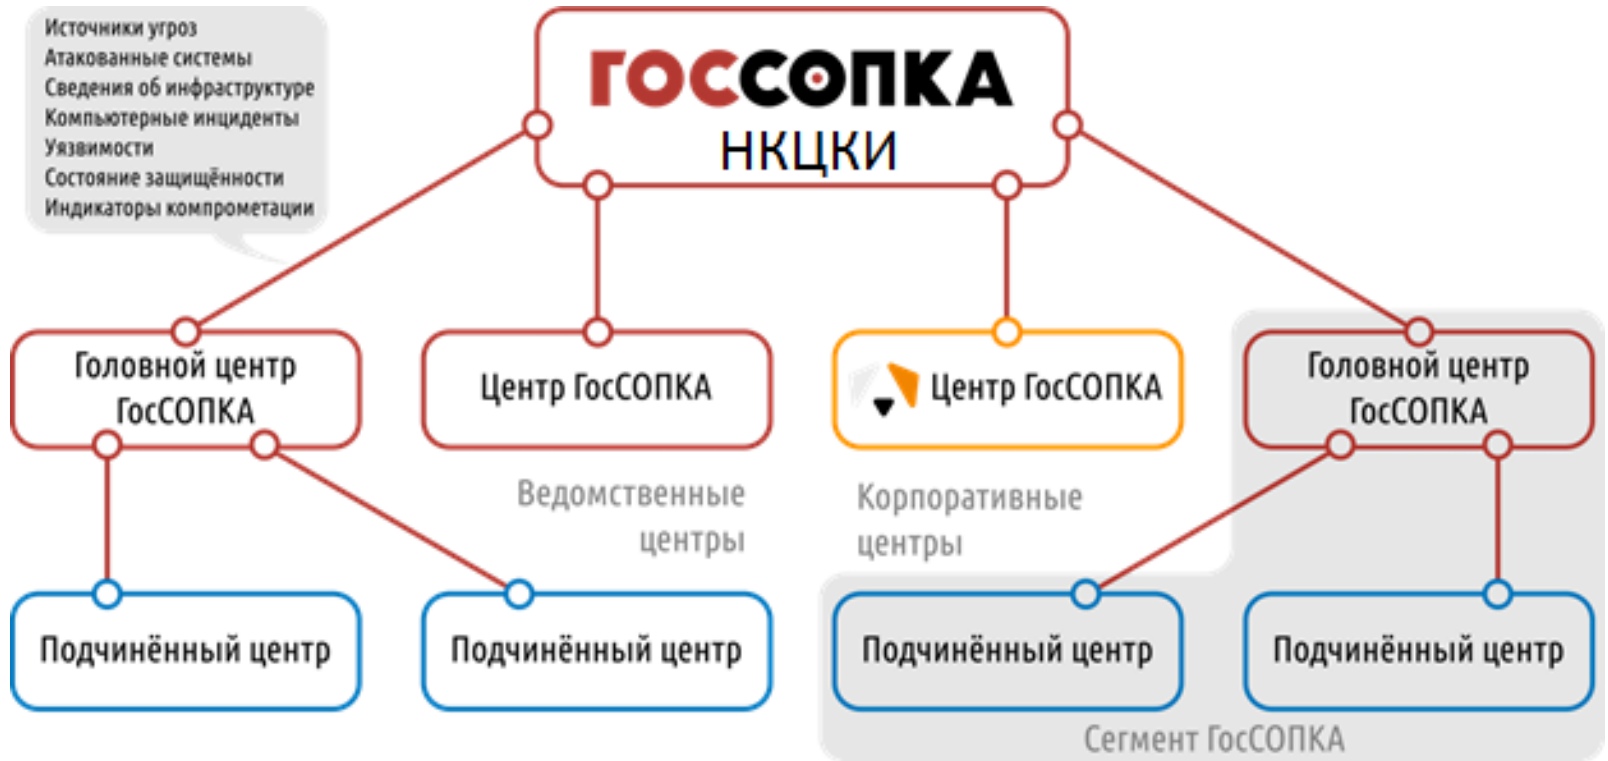 Источники угроз
Атакованные системы
Сведения об инфраструктуре
Компьютерные инциденты
Уязвимости
Состояние защищённости
Индикаторы компрометации
ГОССОПКА
НКЦКИ
Головной центр
ГосСОПКА
Центр ГосСОПКА
Центр ГосСОПКА
Головной центр
ГосСОПКА
Ведомственные
центры
Корпоративные
центры
Подчинённый центр
Подчинённый центр
Подчинённый центр
Подчинённый центр
Сегмент ГосСОПКА